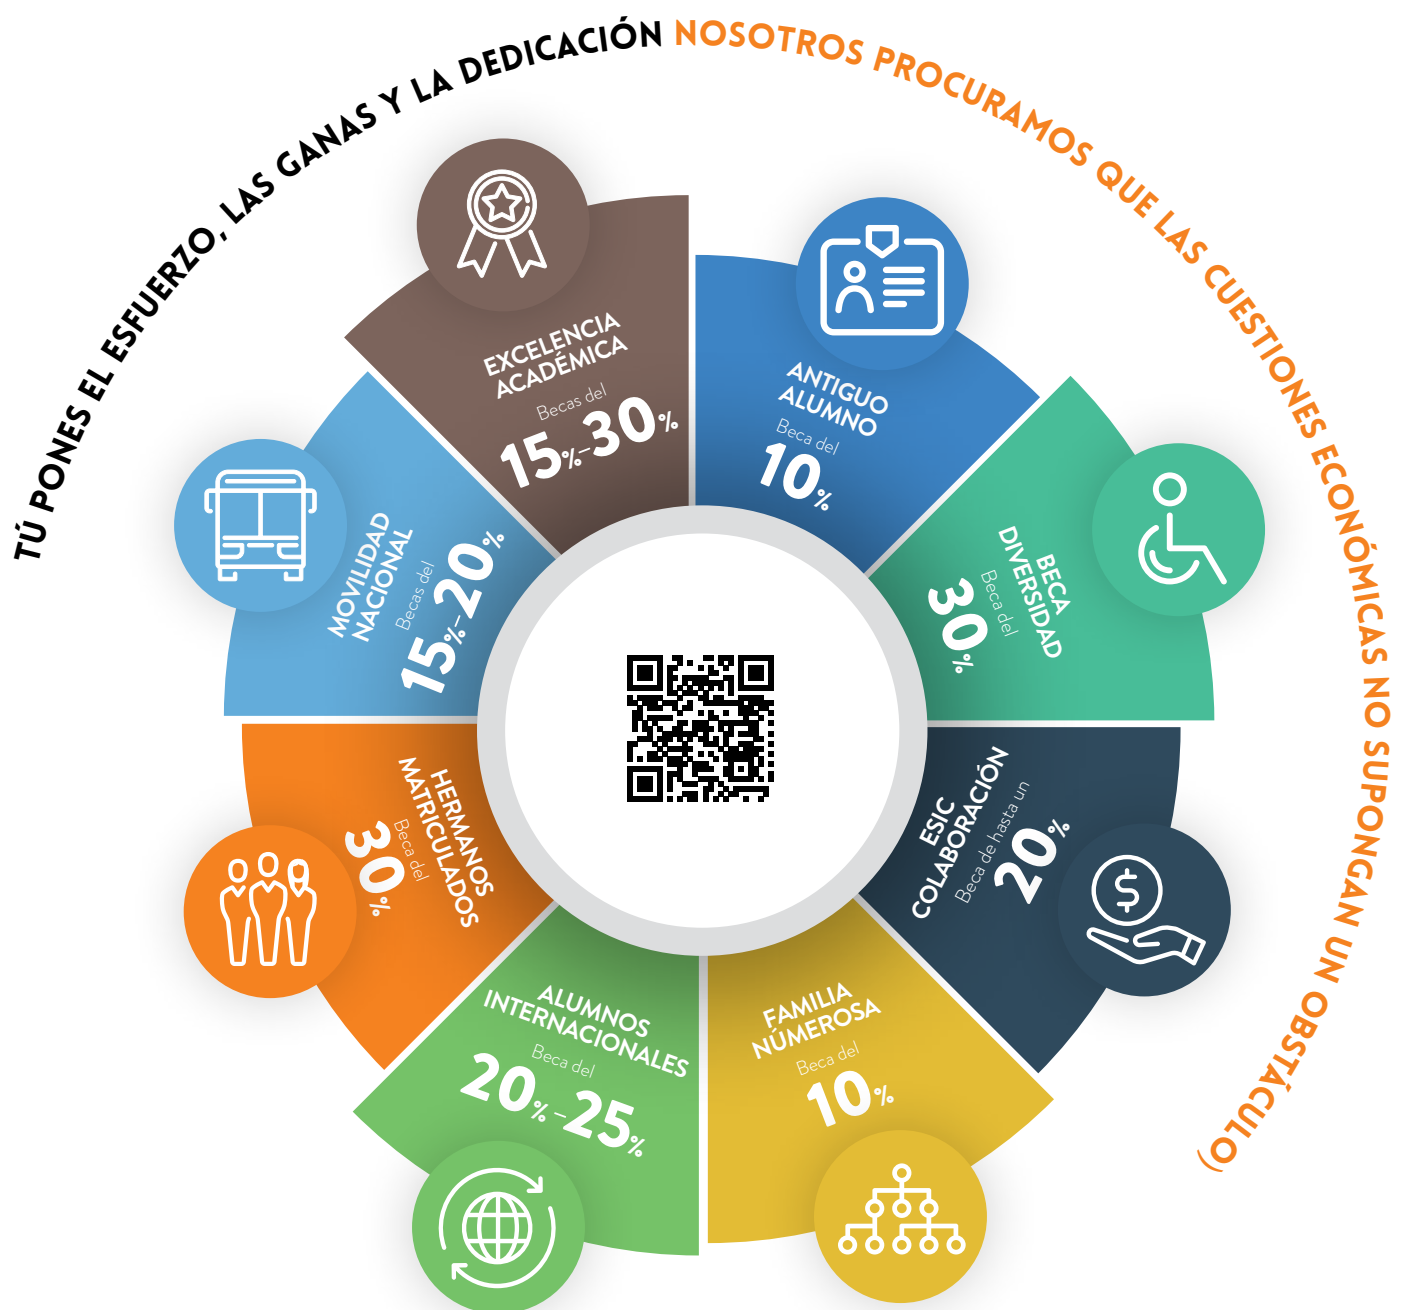 TÚ PONES EL ESFUERZO, LAS GANAS Y LA DEDICACIÓN NOSOTROS PROCURAMOS QUE LAS CUESTIONES ECONÓMICAS NO SUPONGAN UN OBSTÁCULO)
EXCELENCIA
ACADÉMICA
Becas del
15%-30%
ANTIGUO
ALUMNO
Beca del
10%
BECA
DIVERSIDAD
Beca del
30%
ESIC
COLABORACIÓN
Beca de hasta un
20%
FAMILIA
NÚMEROSA
Beca del
10%
ALUMNOS
INTERNACIONALES
Beca del
20%-25%
HERMANOS
MATRICULADOS
Beca del
30%
MOVILIDAD
NACIONAL
Becas del
15%-20%